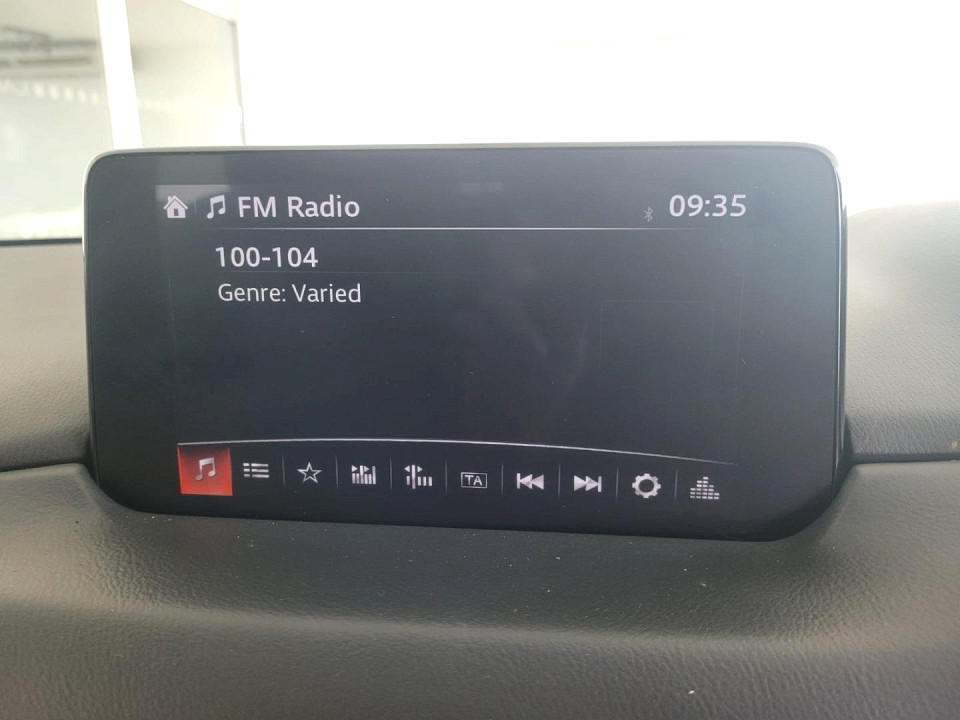 FM Radio 09:35
100-104
Genre: Varied
TA